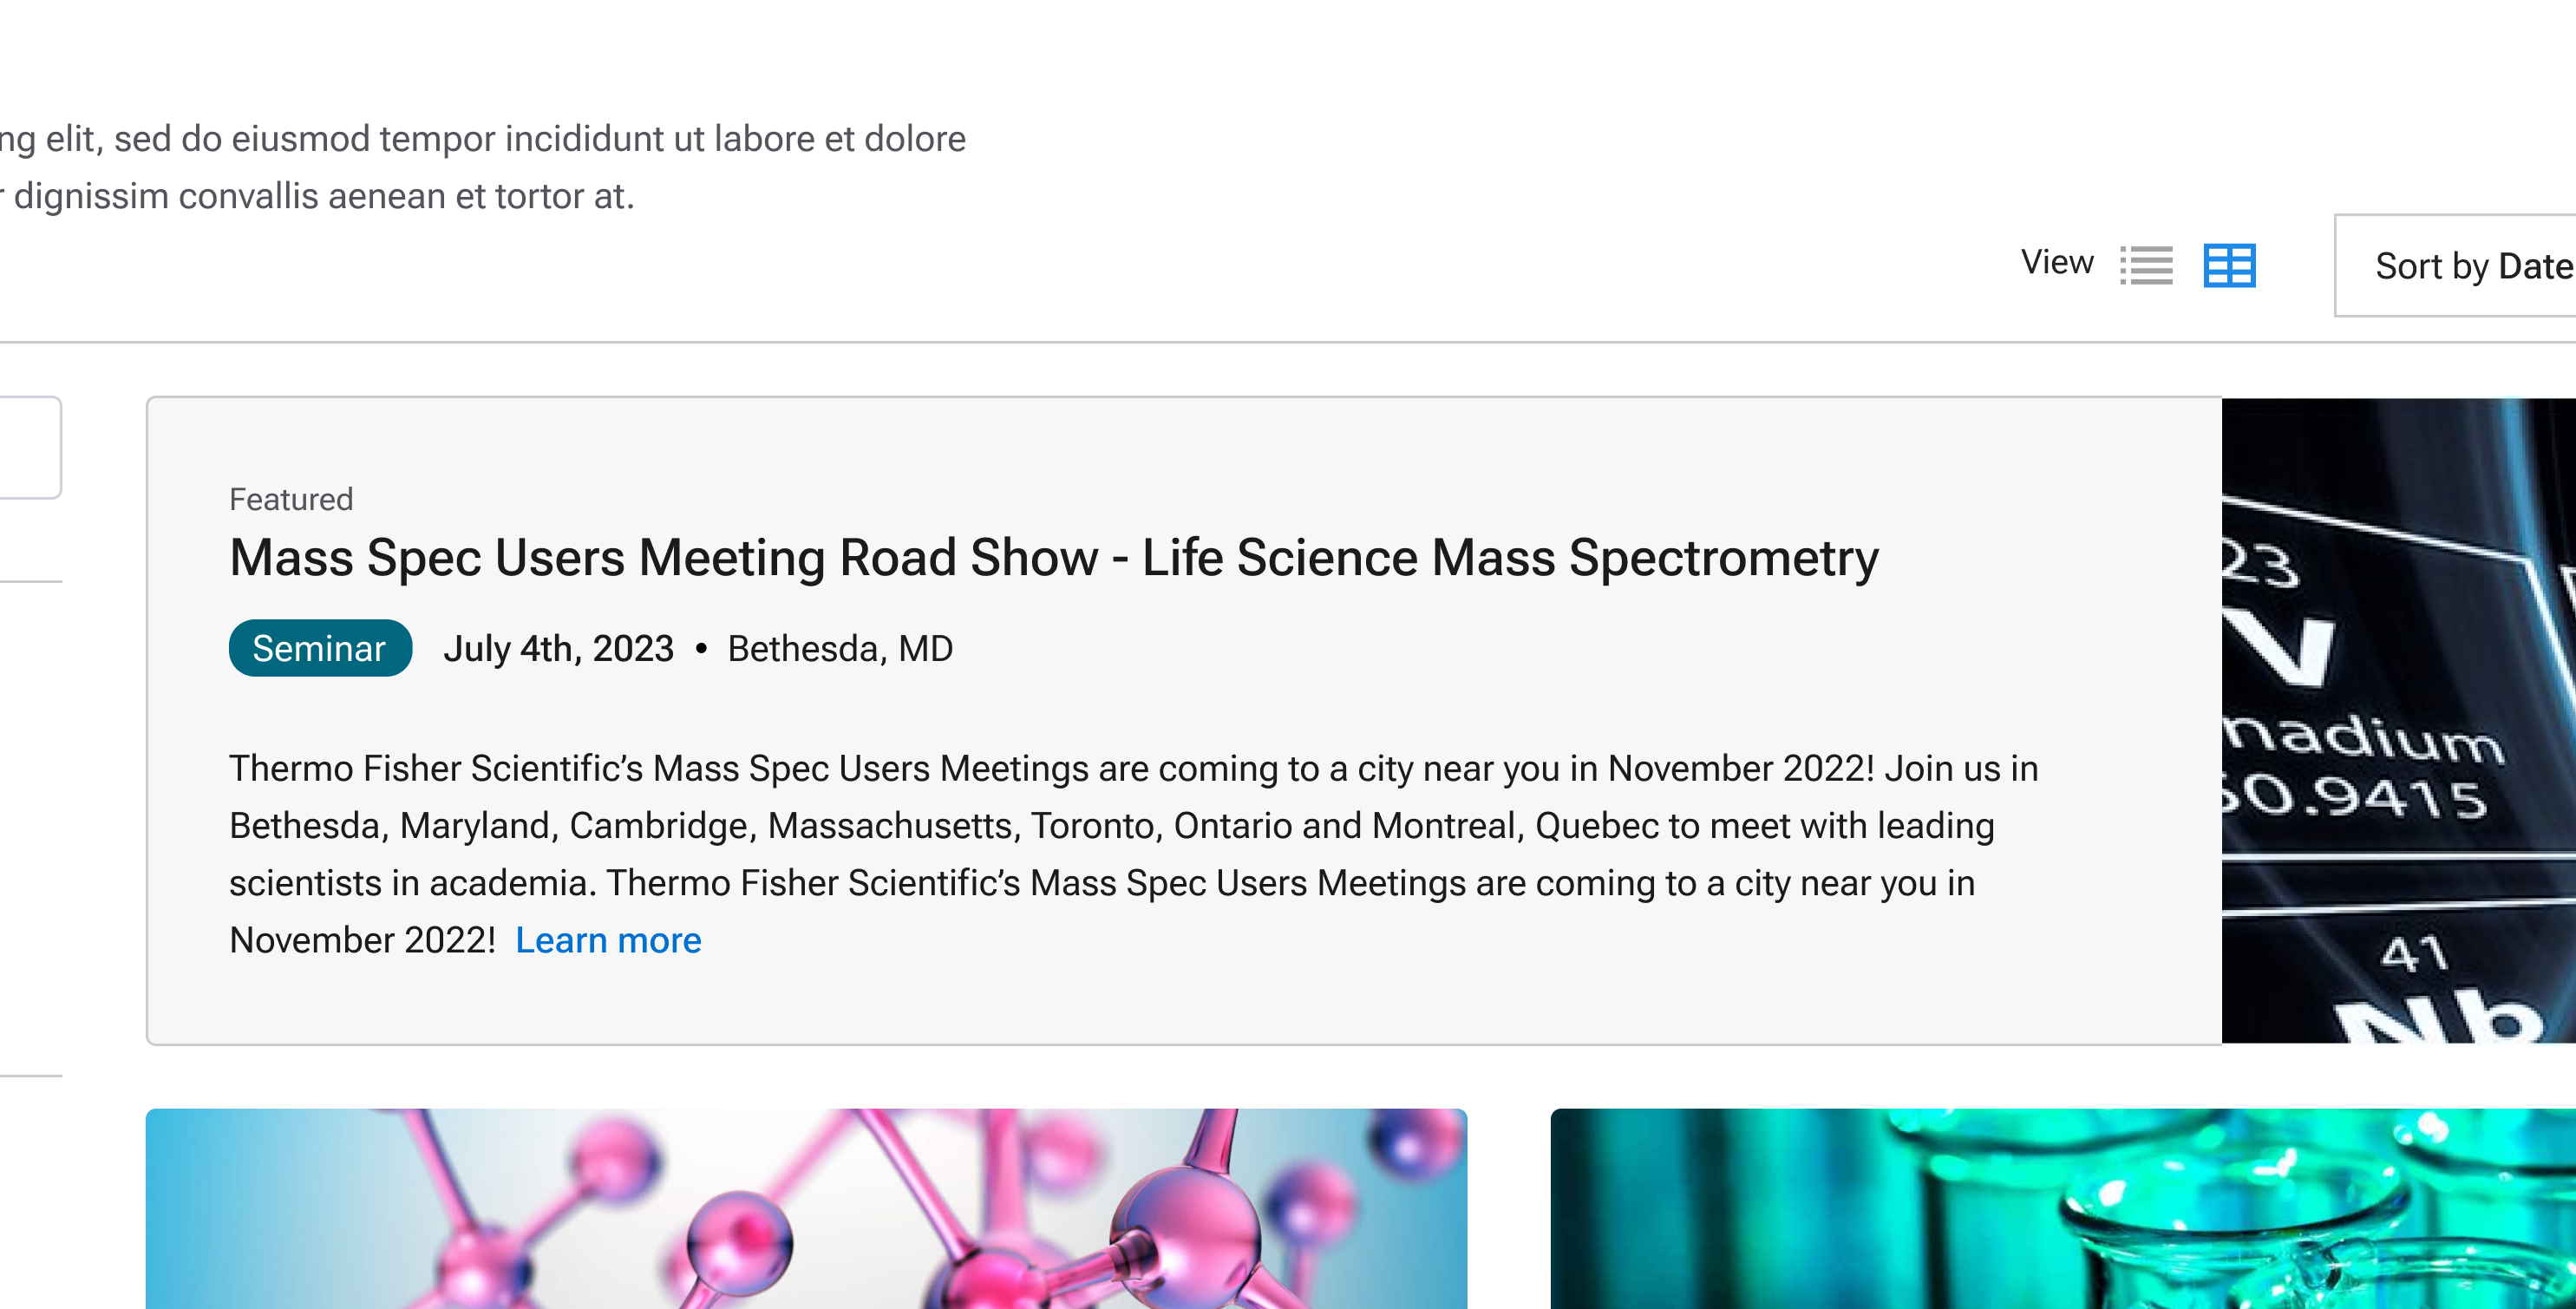 ng elit, sed do eiusmod tempor incididunt ut labore et dolore
dignissim convallis aenean et tortor at.
View
Sort by Date
Featured
Mass Spec Users Meeting Road Show - Life Science Mass Spectrometry
Seminar July 4th, 2023 • Bethesda, MD
Thermo Fisher Scientific’s Mass Spec Users Meetings are coming to a city near you in November 2022! Join us in
Bethesda, Maryland, Cambridge, Massachusetts, Toronto, Ontario and Montreal, Quebec to meet with leading
scientists in academia. Thermo Fisher Scientific’s Mass Spec Users Meetings are coming to a city near you in
November 2022! Learn more
23
V
nadium
50.9415
41
Nb